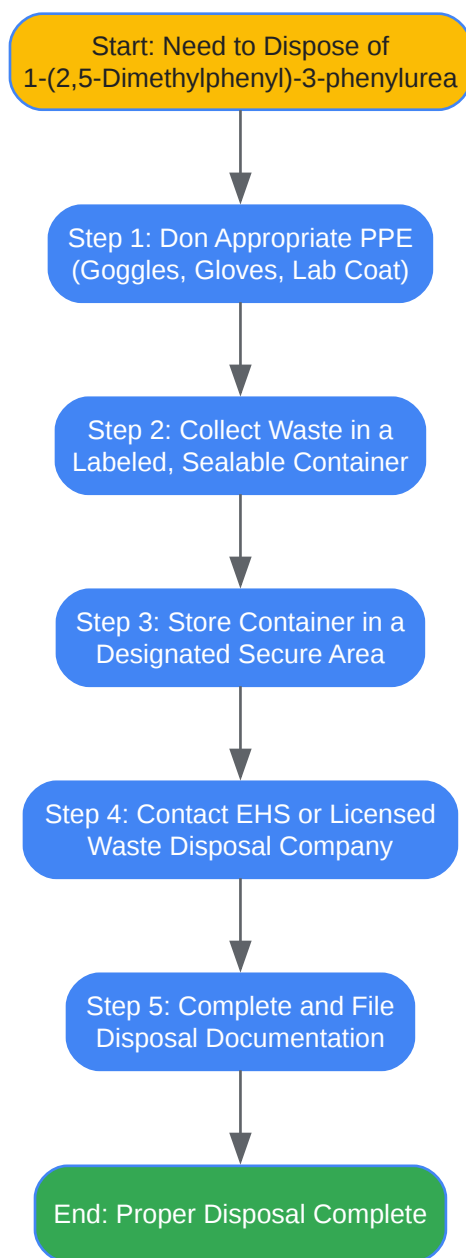 Start: Need to Dispose of
1-(2,5-Dimethylphenyl)-3-phenylurea
Step 1: Don Appropriate PPE
(Goggles, Gloves, Lab Coat)
Step 2: Collect Waste in a
Labeled, Sealable Container
Step 3: Store Container in a
Designated Secure Area
Step 4: Contact EHS or Licensed
Waste Disposal Company
Step 5: Complete and File
Disposal Documentation
End: Proper Disposal Complete